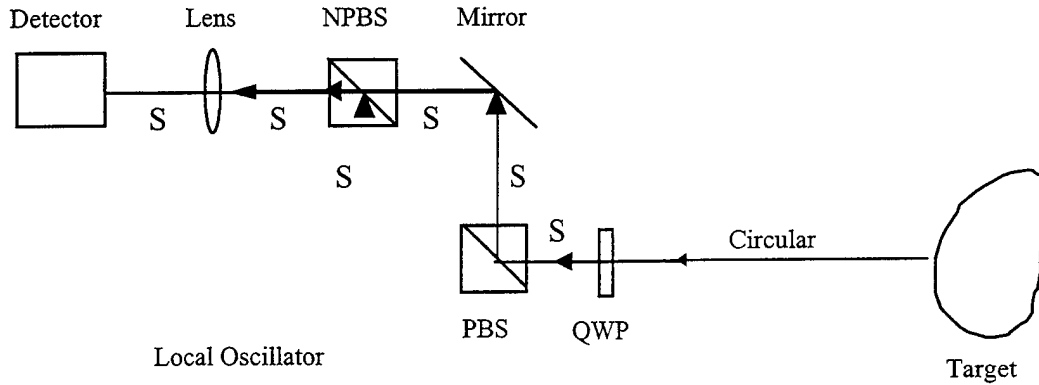 Detector Lens NPBS Mirror
S S S
S
S
S
Circular
PBS QWP
Local Oscillator
Target